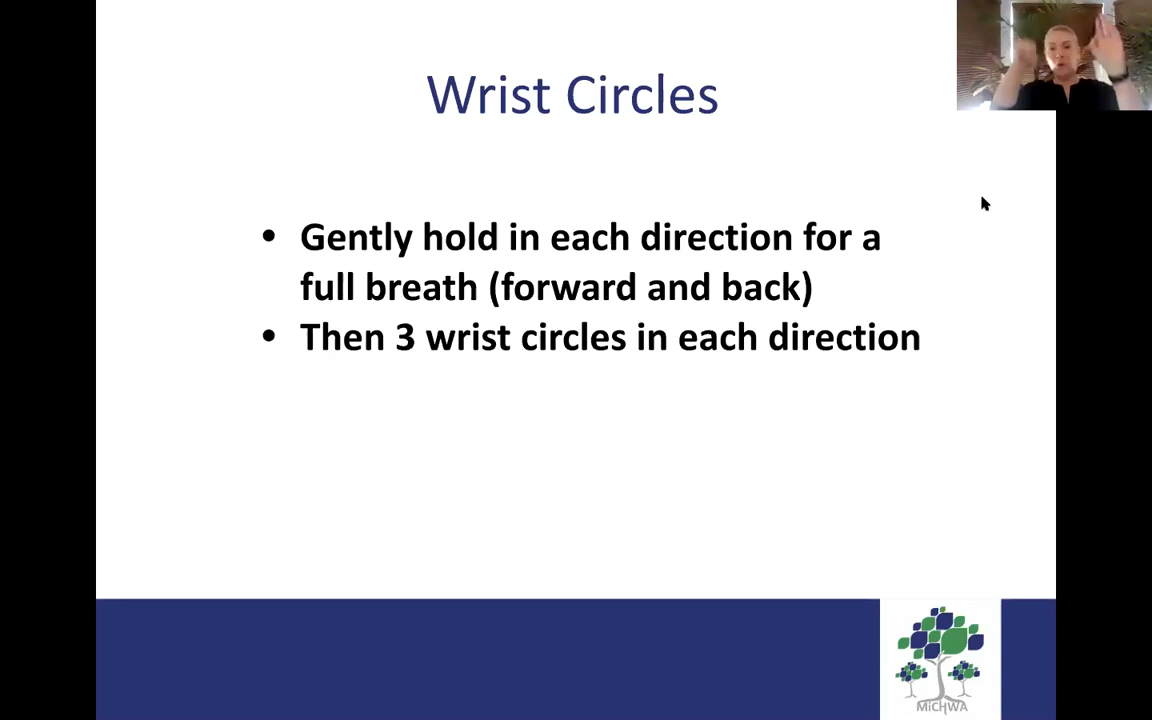 Wrist Circles
• Gently hold in each direction for a
full breath (forward and back)
• Then 3 wrist circles in each direction
MiCHWA